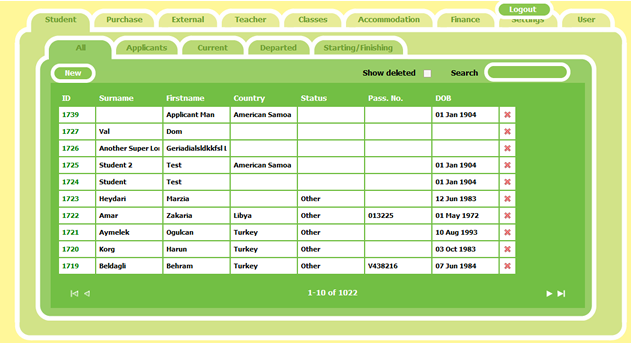 Logout
Student Purchase External Teacher Classes Accommodation Finance Settings User
All Applicants Current Departed Starting/Finishing
New Show deleted Search
ID Surname Firstname Country Status Pass. No. DOB
1739 Applicant Man American Samoa 01 Jan 1904
1727 Val Dom
1726 Another Super Lo Geriadialsldkkfsl
1725 Student 2 Test American Samoa 01 Jan 1904
1724 Student Test 01 Jan 1904
1723 Heydari Marzia Other 12 Jun 1983
1722 Amar Zakaria Libya Other 013225 01 May 1972
1721 Aymelek Ogulcan Turkey Other 10 Aug 1993
1720 Korg Harun Turkey Other 03 Oct 1983
1719 Beldagli Behram Turkey Other V438216 07 Jun 1984
1-10 of 1022